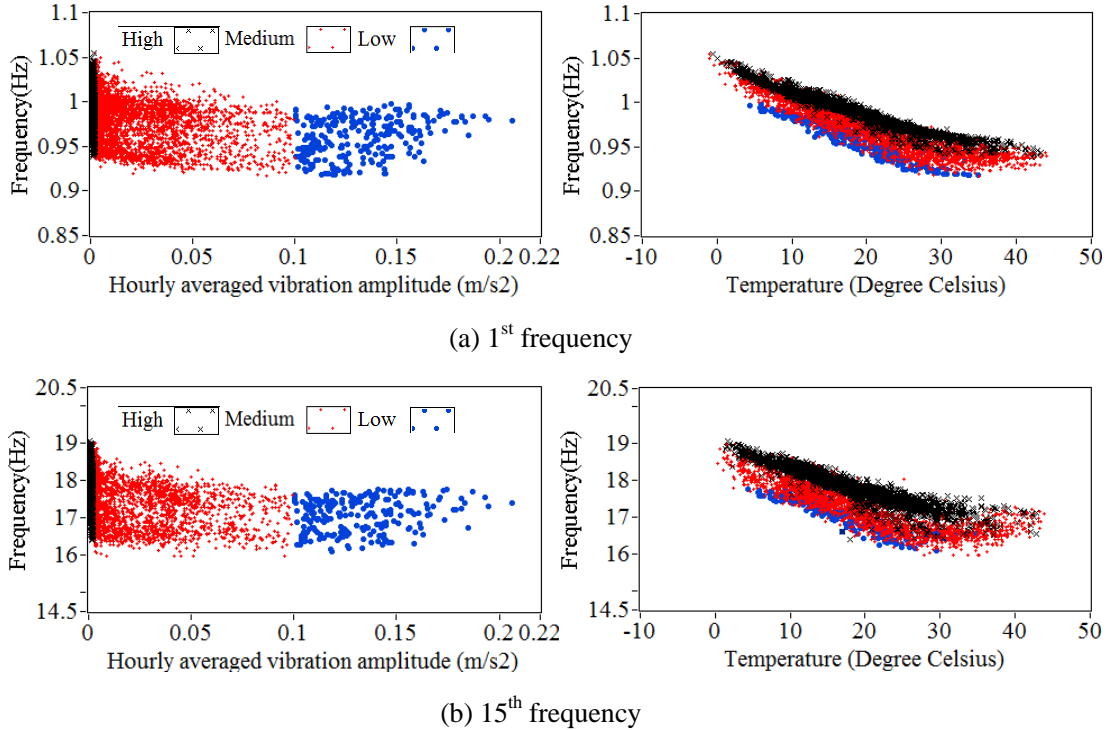 1.1
1.05
1
0.95
0.9
0.85
Frequency(Hz)
High Medium Low
0 0.05 0.1 0.15 0.2 0.22
Hourly averaged vibration amplitude (m/s2)
1.1
1.05
1
0.95
0.9
0.85
Frequency(Hz)
-10 0 10 20 30 40 50
Temperature (Degree Celsius)
(a) 1st frequency
20.5
19
18
17
16
14.5
Frequency(Hz)
High Medium Low
0 0.05 0.1 0.15 0.2 0.22
Hourly averaged vibration amplitude (m/s2)
20.5
19
18
17
16
14.5
Frequency(Hz)
-10 0 10 20 30 40 50
Temperature (Degree Celsius)
(b) 15th frequency